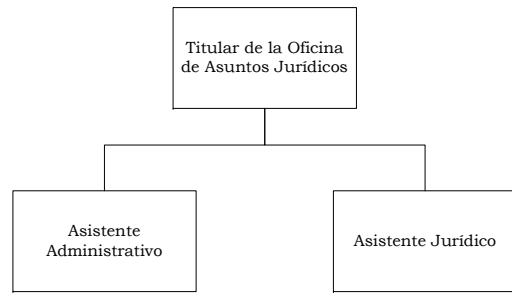 Titular de la Oficina
de Asuntos Jurídicos
Asistente
Administrativo
Asistente Jurídico